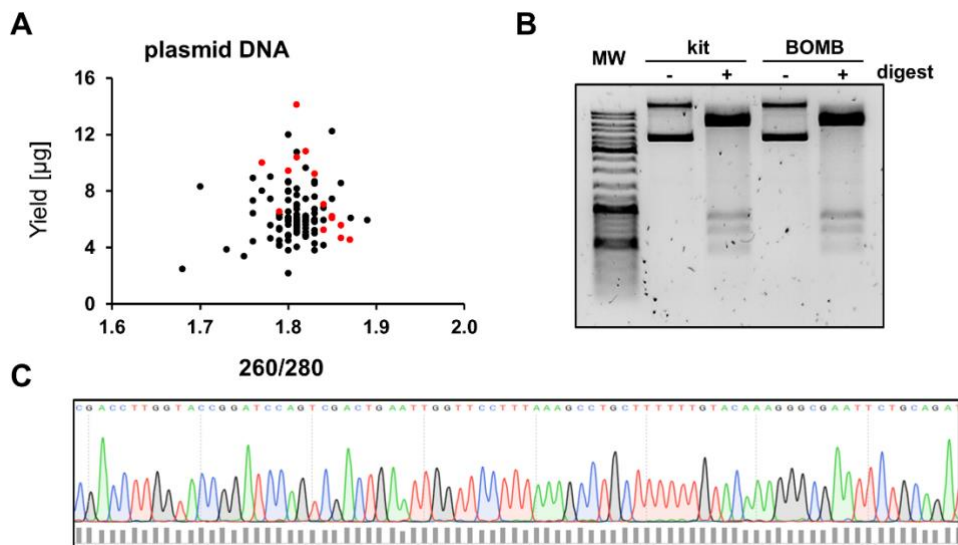 A
plasmid DNA
Yield [µg]
16
12
8
4
0
1.6 1.7 1.8 1.9 2.0
260/280
B
kit BOMB
MW - + - + digest
C
CGACCTTGGTACCGGATCCAGTCGACTGAATTGGTTCCTTTAAAGCCTGCTTTTTTGTACAAAGGGCGAATTCTGCAGAT